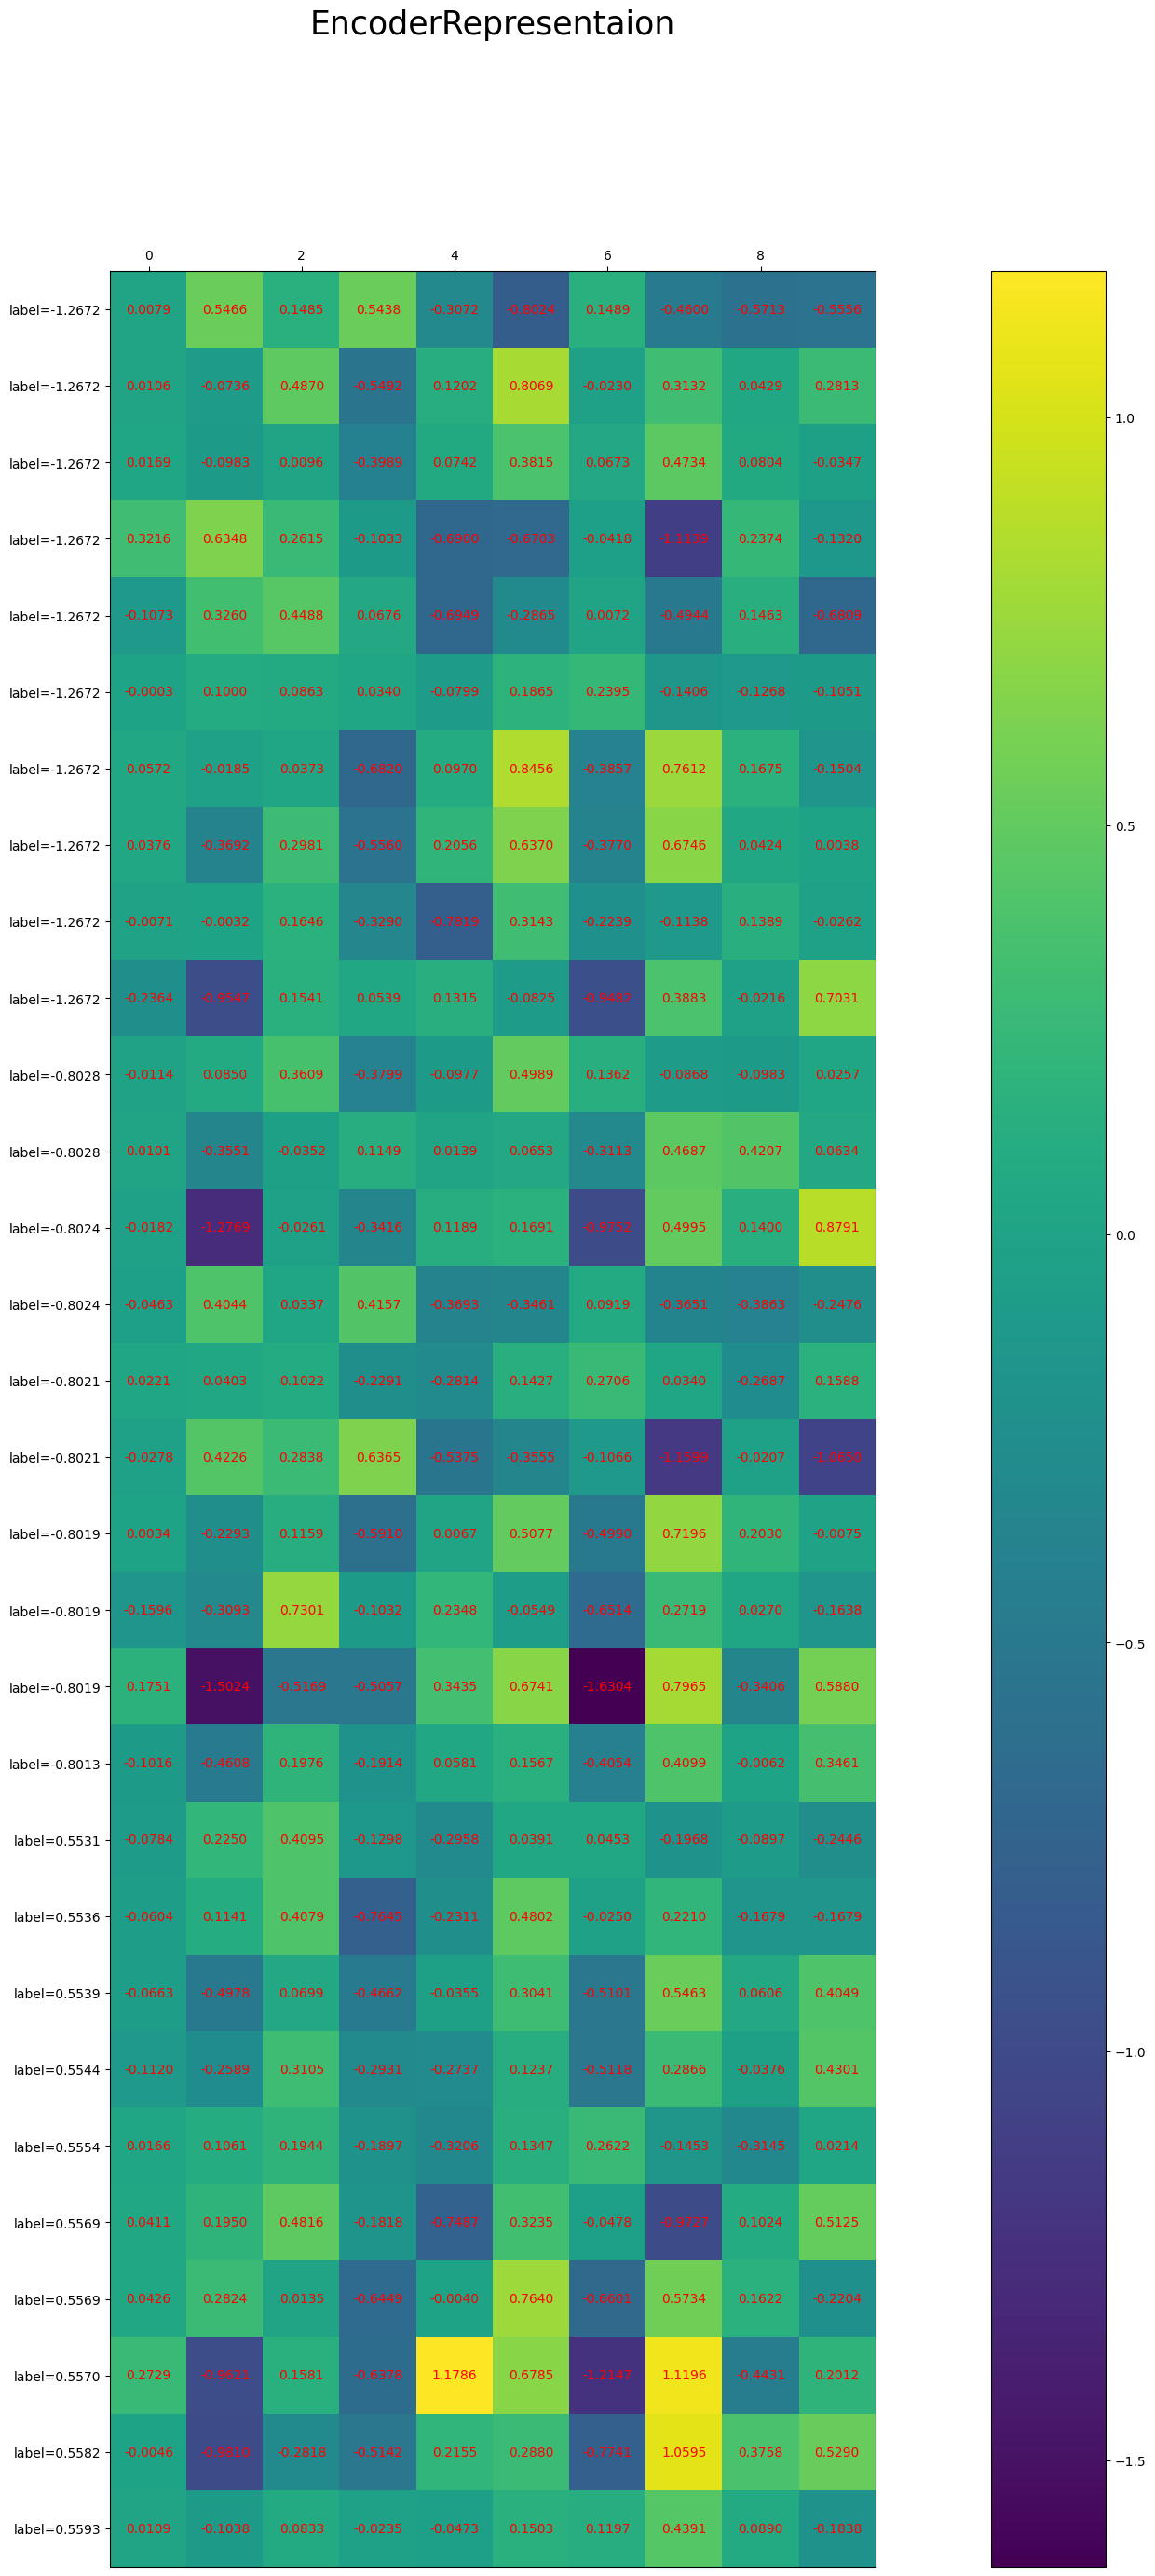 EncoderRepresentaion
0 2 4 6 8
label=-1.2672 0.0079 0.5466 0.1485 0.5438 -0.3072 -0.8024 0.1489 -0.4600 -0.5713 -0.5556
label=-1.2672 0.0106 -0.0736 0.4870 -0.5492 0.1202 0.8069 -0.0230 0.3132 0.0429 0.2813
1.0
label=-1.2672 0.0169 -0.0983 0.0096 -0.3989 0.0742 0.3815 0.0673 0.4734 0.0804 -0.0347
label=-1.2672 0.3216 0.6348 0.2615 -0.1033 -0.6900 -0.6703 -0.0418 0.2374 -0.1320
label=-1.2672 -0.1073 0.3260 0.4488 0.0676 -0.6949 -0.2865 0.0072 -0.4944 0.1463 -0.6809
label=-1.2672 -0.0003 0.1000 0.0863 0.0340 -0.0799 0.1865 0.2395 -0.1406 -0.1268 -0.1051
label=-1.2672 0.0572 -0.0185 0.0373 -0.6820 0.0970 0.8456 -0.3857 0.7612 0.1675 -0.1504
0.5
label=-1.2672 0.0376 -0.3692 0.2981 -0.5560 0.2056 0.6370 -0.3770 0.6746 0.0424 0.0038
label=-1.2672 -0.0071 -0.0032 0.1646 -0.3290 -0.7819 0.3143 -0.2239 -0.1138 0.1389 -0.0262
label=-1.2672 -0.2364 0.1541 0.0539 0.1315 -0.0825 0.3883 -0.0216 0.7031
label=-0.8028 -0.0114 0.0850 0.3609 -0.3799 -0.0977 0.4989 0.1362 -0.0868 -0.0983 0.0257
label=-0.8028 0.0101 -0.3551 -0.0352 0.1149 0.0139 0.0653 -0.3113 0.4687 0.4207 0.0634
label=-0.8024 -0.0182 -1.2769 -0.0261 -0.3416 0.1189 0.1691 0.4995 0.1400 0.8791
0.0
label=-0.8024 -0.0463 0.4044 0.0337 0.4157 -0.3693 -0.3461 0.0919 -0.3651 -0.3863 -0.2476
label=-0.8021 0.0221 0.0403 0.1022 -0.2291 -0.2814 0.1427 0.2706 0.0340 -0.2687 0.1588
label=-0.8021 -0.0278 0.4226 0.2838 0.6365 -0.5375 -0.3555 -0.1066 -0.0207
label=-0.8019 0.0034 -0.2293 0.1159 -0.5910 0.0067 0.5077 -0.4990 0.7196 0.2030 -0.0075
label=-0.8019 -0.1596 -0.3093 0.7301 -0.1032 0.2348 -0.0549 -0.6514 0.2719 0.0270 -0.1638
−0.5
label=-0.8019 0.1751 -1.5024 -0.5169 -0.5057 0.3435 0.6741 -1.6304 0.7965 -0.3406 0.5880
label=-0.8013 -0.1016 -0.4608 0.1976 -0.1914 0.0581 0.1567 -0.4054 0.4099 -0.0062 0.3461
label=0.5531 -0.0784 0.2250 0.4095 -0.1298 -0.2958 0.0391 0.0453 -0.1968 -0.0897 -0.2446
label=0.5536 -0.0604 0.1141 0.4079 -0.7845 -0.2311 0.4802 -0.0250 0.2210 -0.1679 -0.1679
label=0.5539 -0.0663 -0.4978 0.0699 -0.4662 -0.0355 0.3041 -0.5101 0.5463 0.0606 0.4049
−1.0
label=0.5544 -0.1120 -0.2589 0.3105 -0.2931 -0.2737 0.1237 -0.5118 0.2866 -0.0376 0.4301
label=0.5554 0.0166 0.1061 0.1944 -0.1897 -0.3206 0.1347 0.2622 -0.1453 -0.3145 0.0214
label=0.5569 0.0411 0.1950 0.4816 -0.1818 -0.7487 0.3235 -0.0478 0.1024 0.5125
label=0.5569 0.0426 0.2824 0.0135 -0.6449 -0.0040 0.7640 -0.6601 0.5734 0.1622 -0.2204
label=0.5570 0.2729 0.1581 -0.6378 1.1786 0.6785 -1.2147 1.1196 -0.4431 0.2012
−1.5
label=0.5582 -0.0046 -0.2818 -0.5142 0.2155 0.2880 -0.7741 1.0595 0.3758 0.5290
label=0.5593 0.0109 -0.1038 0.0833 -0.0235 -0.0473 0.1503 0.1197 0.4391 0.0890 -0.1838